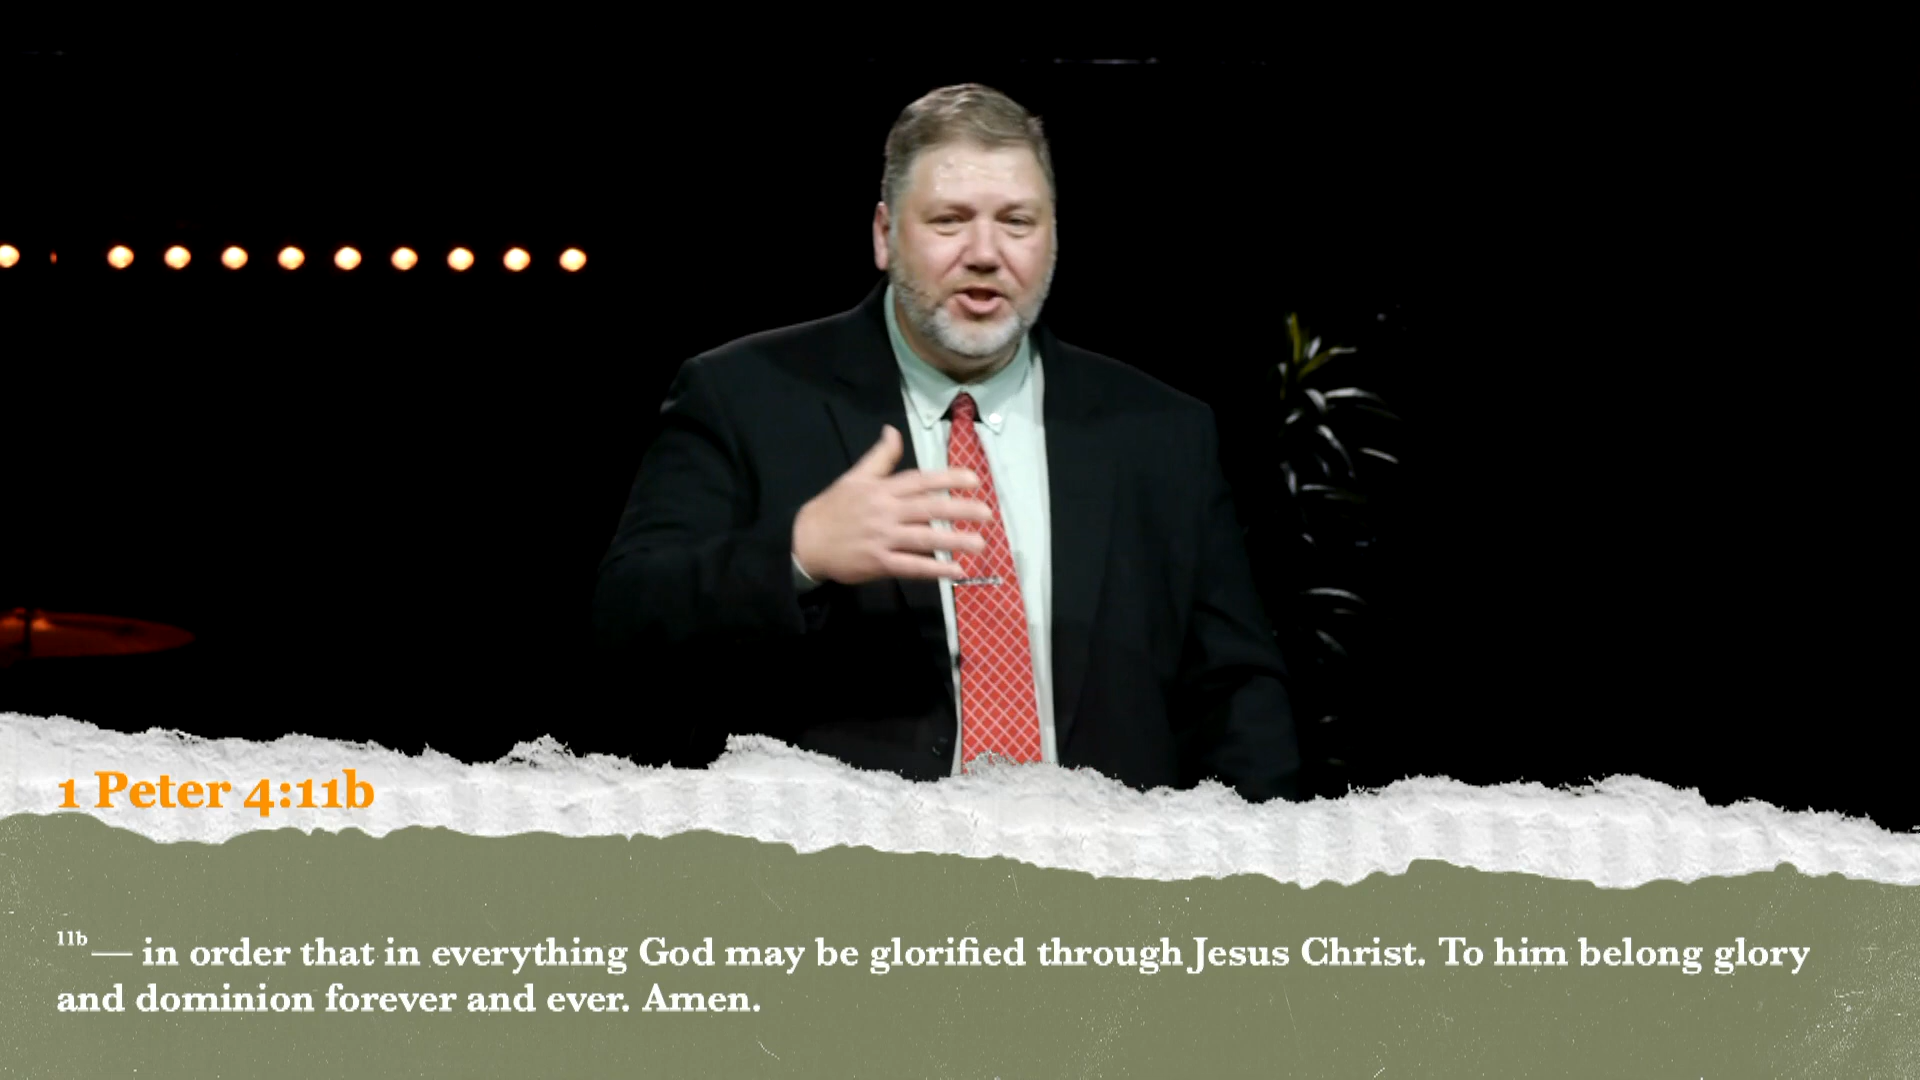 1 Peter 4:11b
11b— in order that in everything God may be glorified through Jesus Christ. To him belong glory
and dominion forever and ever. Amen.